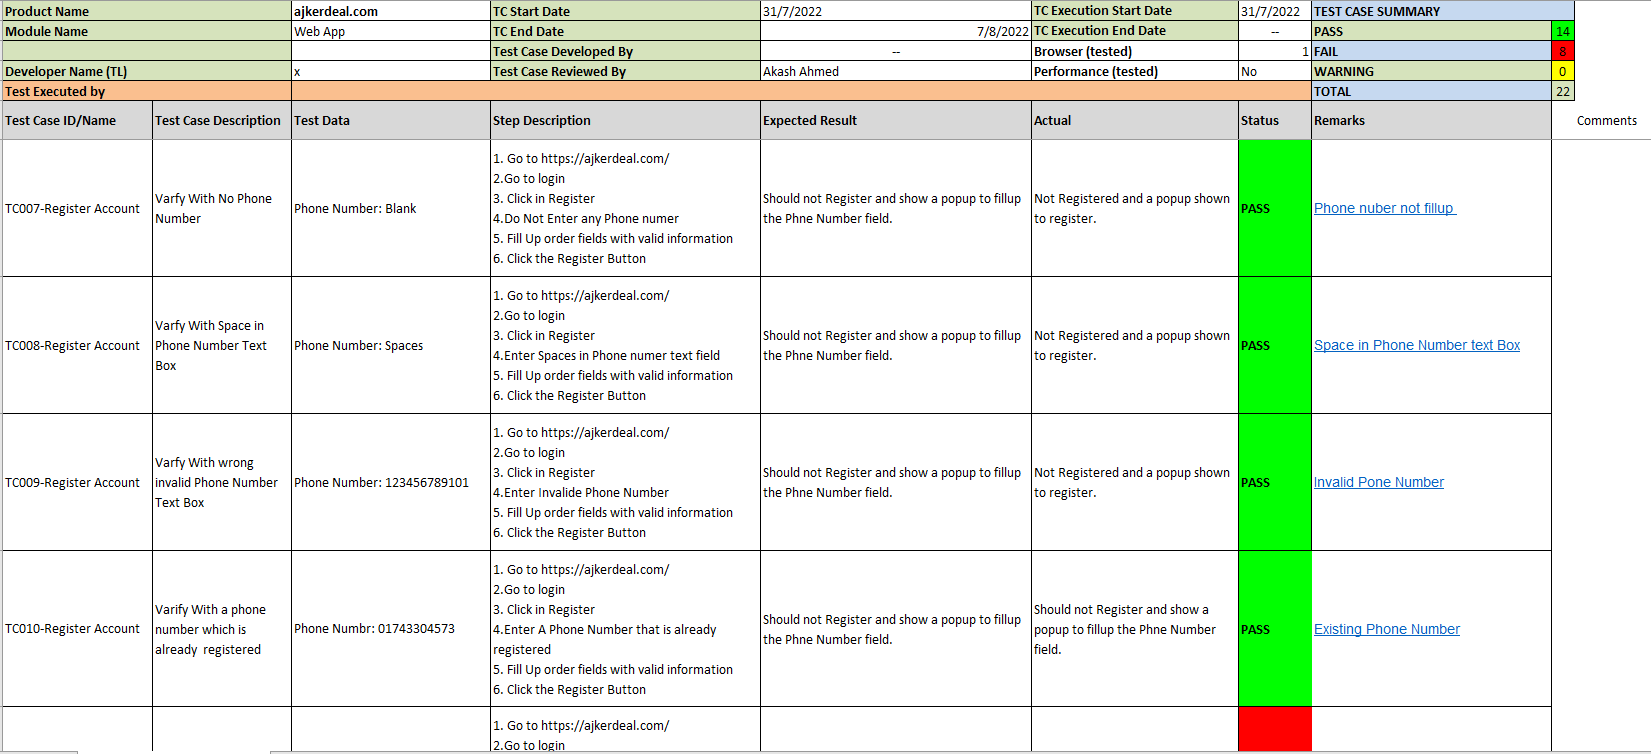 Product Name ajkerdeal.com TC Start Date 31/7/2022 TC Execution Start Date 31/7/2022 TEST CASE SUMMARY
Module Name Web App TC End Date 7/8/2022 TC Execution End Date -- PASS 14
Test Case Developed By -- Browser (tested) 1 FAIL 8
Developer Name (TL) x Test Case Reviewed By Akash Ahmed Performance (tested) No WARNING 0
Test Executed by TOTAL 22
Test Case ID/Name Test Case Description Test Data Step Description Expected Result Actual Status Remarks Comments
TC007-Register Account
Varfy With No Phone
Number
Phone Number: Blank
1. Go to https://ajkerdeal.com/
2.Go to login
3. Click in Register
4.Do Not Enter any Phone numer
5. Fill Up order fields with valid information
6. Click the Register Button
Should not Register and show a popup to fillup
the Phne Number field.
Not Registered and a popup shown
to register.
PASS
Phone nuber not fillup
TC008-Register Account
Varfy With Space in
Phone Number Text
Box
Phone Number: Spaces
1. Go to https://ajkerdeal.com/
2.Go to login
3. Click in Register
4.Enter Spaces in Phone numer text field
5. Fill Up order fields with valid information
6. Click the Register Button
Should not Register and show a popup to fillup
the Phne Number field.
Not Registered and a popup shown
to register.
PASS
Space in Phone Number text Box
TC009-Register Account
Varfy With wrong
invalid Phone Number
Text Box
Phone Number: 123456789101
1. Go to https://ajkerdeal.com/
2.Go to login
3. Click in Register
4.Enter Invalide Phone Number
5. Fill Up order fields with valid information
6. Click the Register Button
Should not Register and show a popup to fillup
the Phne Number field.
Not Registered and a popup shown
to register.
PASS
Invalid Pone Number
TC010-Register Account
Varify With a phone
number which is
already registered
Phone Numbr: 01743304573
1. Go to https://ajkerdeal.com/
2.Go to login
3. Click in Register
4.Enter A Phone Number that is already
registered
5. Fill Up order fields with valid information
6. Click the Register Button
Should not Register and show a popup to fillup
the Phne Number field.
Should not Register and show a
popup to fillup the Phne Number
field.
PASS
Existing Phone Number
1. Go to https://ajkerdeal.com/
2.Go to login